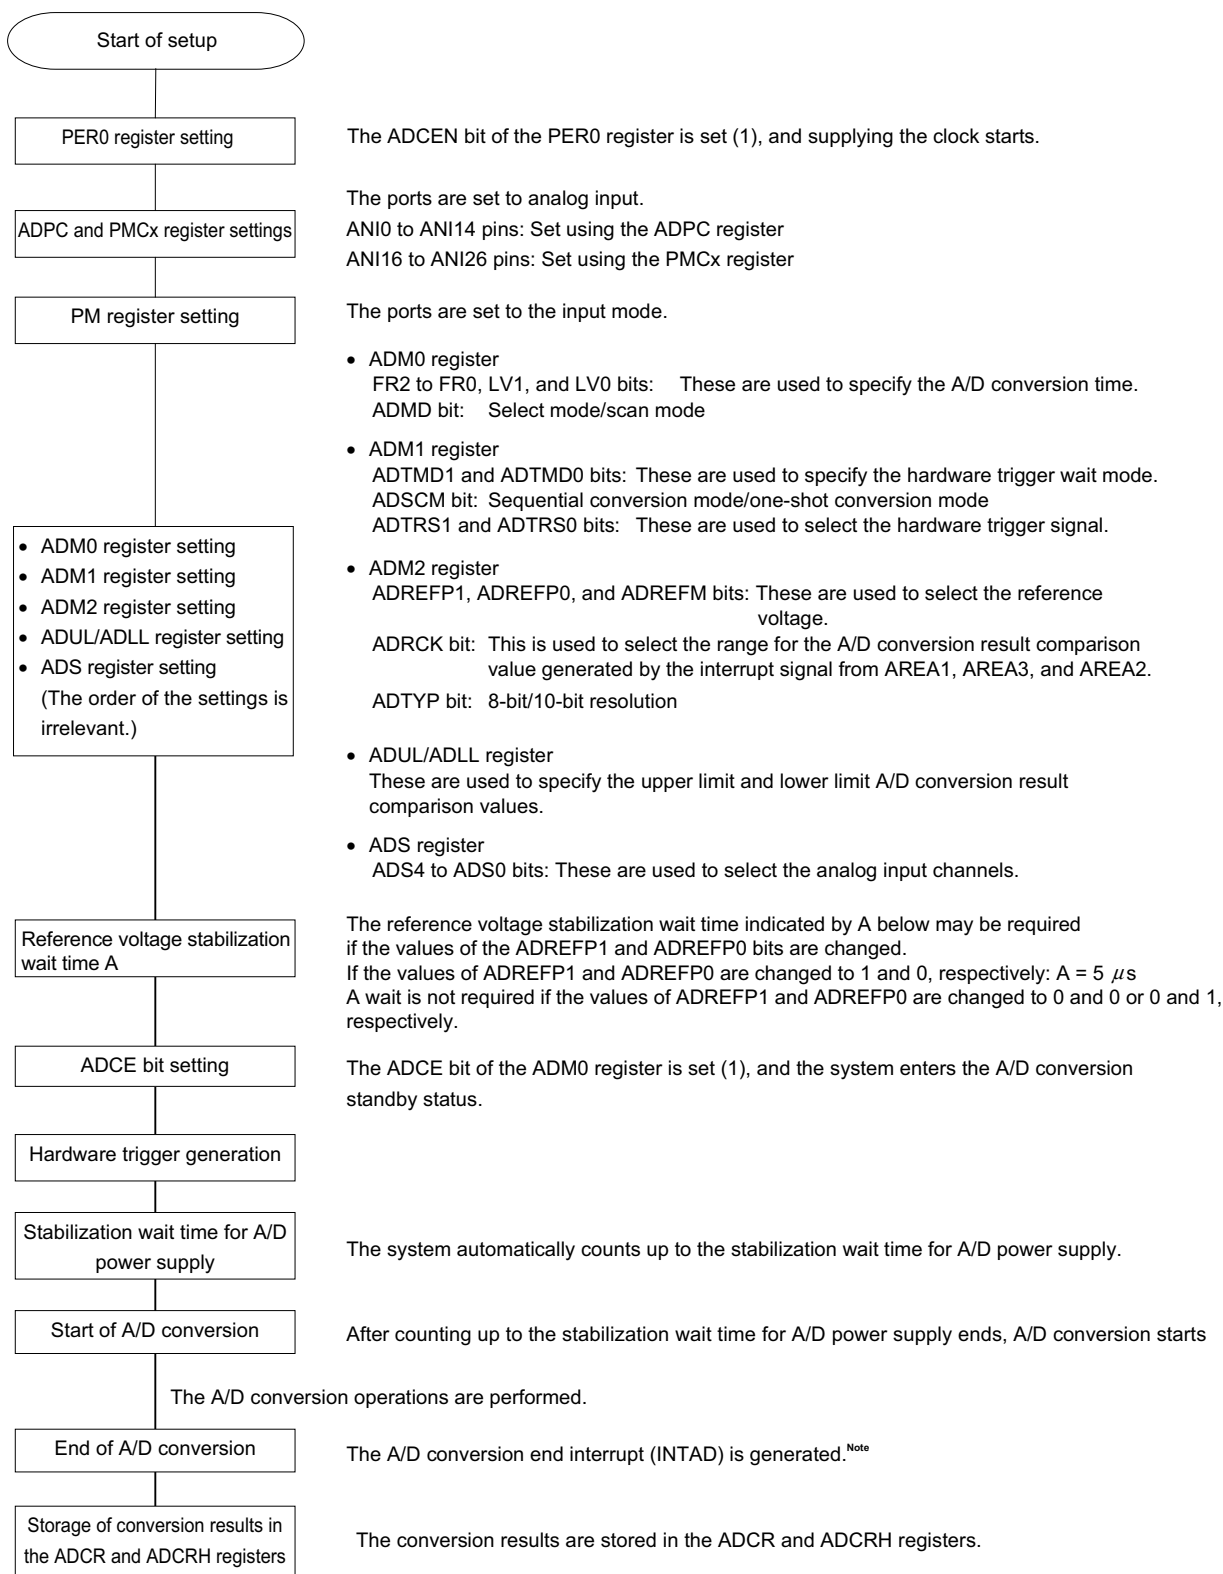 Start of setup
PER0 register setting
The ADCEN bit of the PER0 register is set (1), and supplying the clock starts.
ADPC and PMCx register settings
The ports are set to analog input.
ANI0 to ANI14 pins: Set using the ADPC register
ANI16 to ANI26 pins: Set using the PMCx register
PM register setting
The ports are set to the input mode.
• ADM0 register setting
• ADM1 register setting
• ADM2 register setting
• ADUL/ADLL register setting
• ADS register setting
(The order of the settings is
irrelevant.)
• ADM0 register
FR2 to FR0, LV1, and LV0 bits: These are used to specify the A/D conversion time.
ADMD bit: Select mode/scan mode
• ADM1 register
ADTMD1 and ADTMD0 bits: These are used to specify the hardware trigger wait mode.
ADSCM bit: Sequential conversion mode/one-shot conversion mode
ADTRS1 and ADTRS0 bits: These are used to select the hardware trigger signal.
• ADM2 register
ADREFP1, ADREFP0, and ADREFM bits: These are used to select the reference
voltage.
ADRCK bit: This is used to select the range for the A/D conversion result comparison
value generated by the interrupt signal from AREA1, AREA3, and AREA2.
ADTYP bit: 8-bit/10-bit resolution
• ADUL/ADLL register
These are used to specify the upper limit and lower limit A/D conversion result
comparison values.
• ADS register
ADS4 to ADS0 bits: These are used to select the analog input channels.
Reference voltage stabilization
wait time A
The reference voltage stabilization wait time indicated by A below may be required
if the values of the ADREFP1 and ADREFP0 bits are changed.
If the values of ADREFP1 and ADREFP0 are changed to 1 and 0, respectively: A = 5 μs
A wait is not required if the values of ADREFP1 and ADREFP0 are changed to 0 and 0 or 0 and 1,
respectively.
ADCE bit setting
The ADCE bit of the ADM0 register is set (1), and the system enters the A/D conversion
standby status.
Hardware trigger generation
Stabilization wait time for A/D
power supply
The system automatically counts up to the stabilization wait time for A/D power supply.
Start of A/D conversion
After counting up to the stabilization wait time for A/D power supply ends, A/D conversion starts
The A/D conversion operations are performed.
End of A/D conversion
The A/D conversion end interrupt (INTAD) is generated.Note
Storage of conversion results in
the ADCR and ADCRH registers
The conversion results are stored in the ADCR and ADCRH registers.